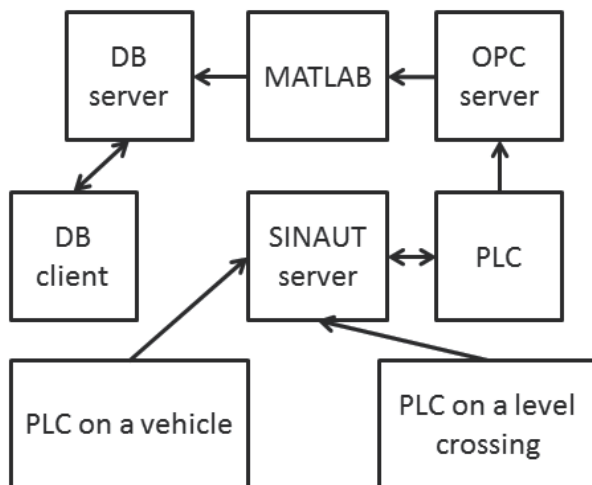 DB
server
MATLAB
OPC
server
DB
client
SINAUT
server
PLC
PLC on a vehicle
PLC on a level
crossing